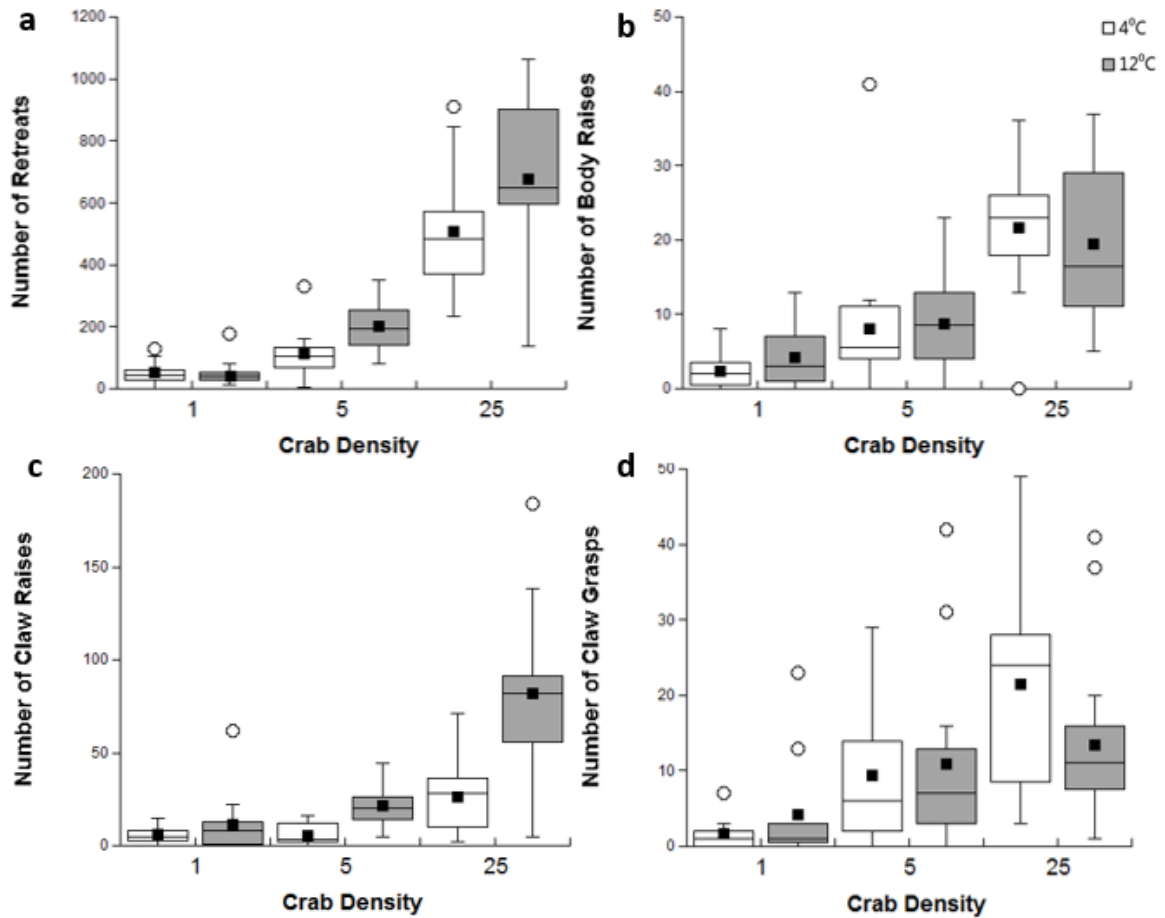 a
Number of Retreats
1200
1000
800
600
400
200
0
1 5 25
Crab Density
b
Number of Body Raises
50
40
30
20
10
0
1 5 25
Crab Density
4⁰C
12⁰C
c
Number of Claw Raises
200
150
100
50
0
1 5 25
Crab Density
d
Number of Claw Grasps
50
40
30
20
10
0
1 5 25
Crab Density